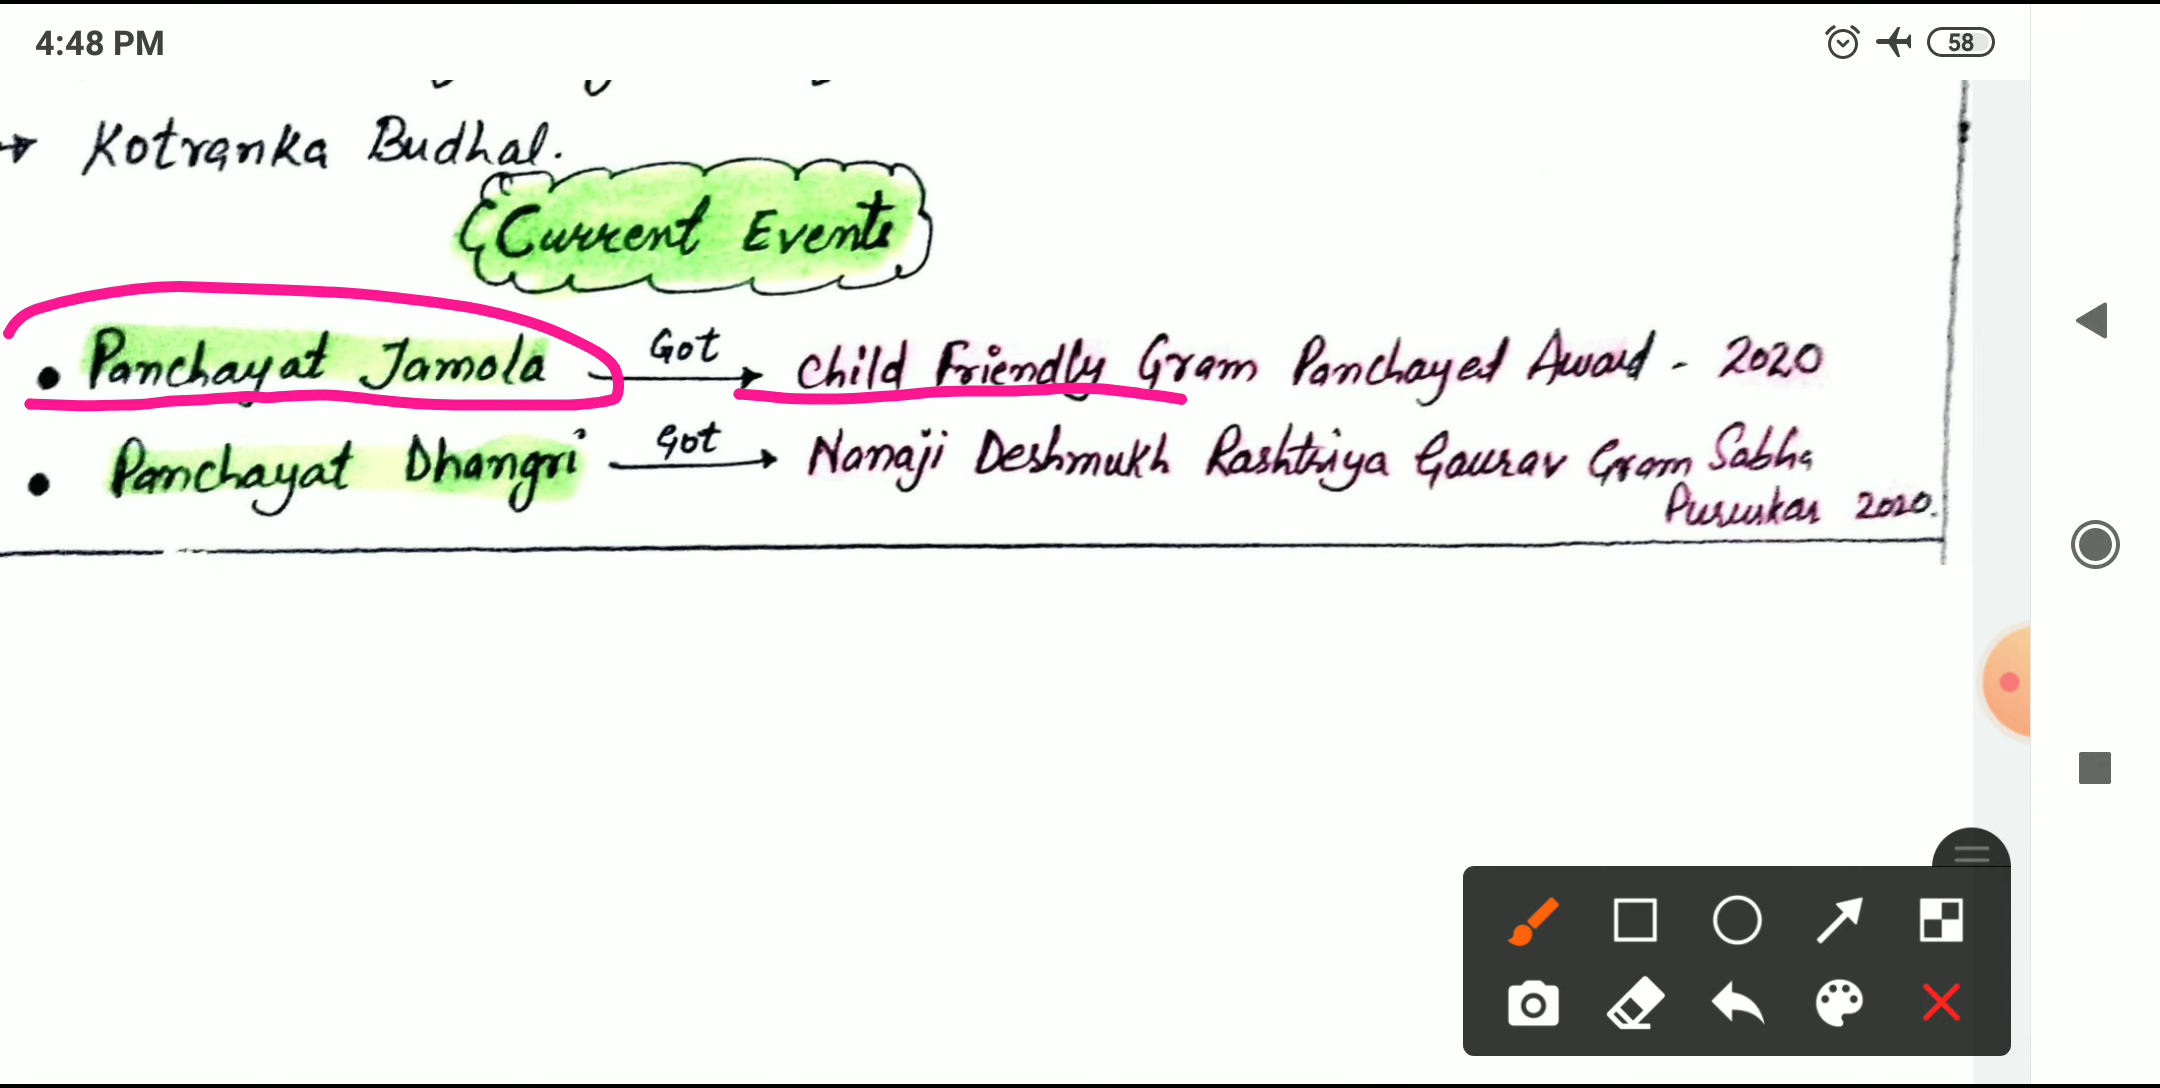 4:48 PM
58
Kotranka Budhal.
Current Events
Panchayat Jamola Got Child Friendly Gram Panchayat Award - 2020
Panchayat Dhangri Got Nanaji Deshmukh Rashtriya Gaurav Gram Sabha
Puruskar 2020.